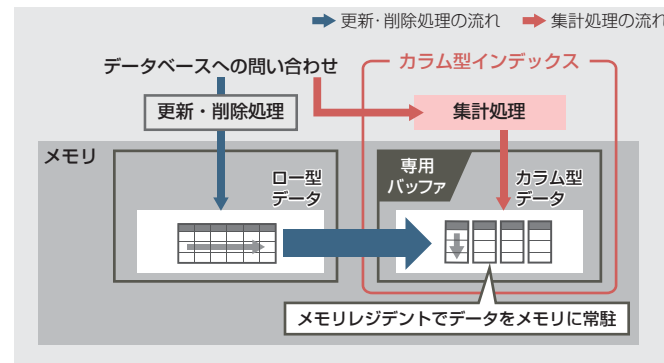 更新・削除処理の流れ
集計処理の流れ
データベースへの問い合わせ
カラム型インデックス
更新・削除処理
集計処理
メモリ
ロー型
データ
専用
バッファ
カラム型
データ
メモリレジデントでデータをメモリに常駐